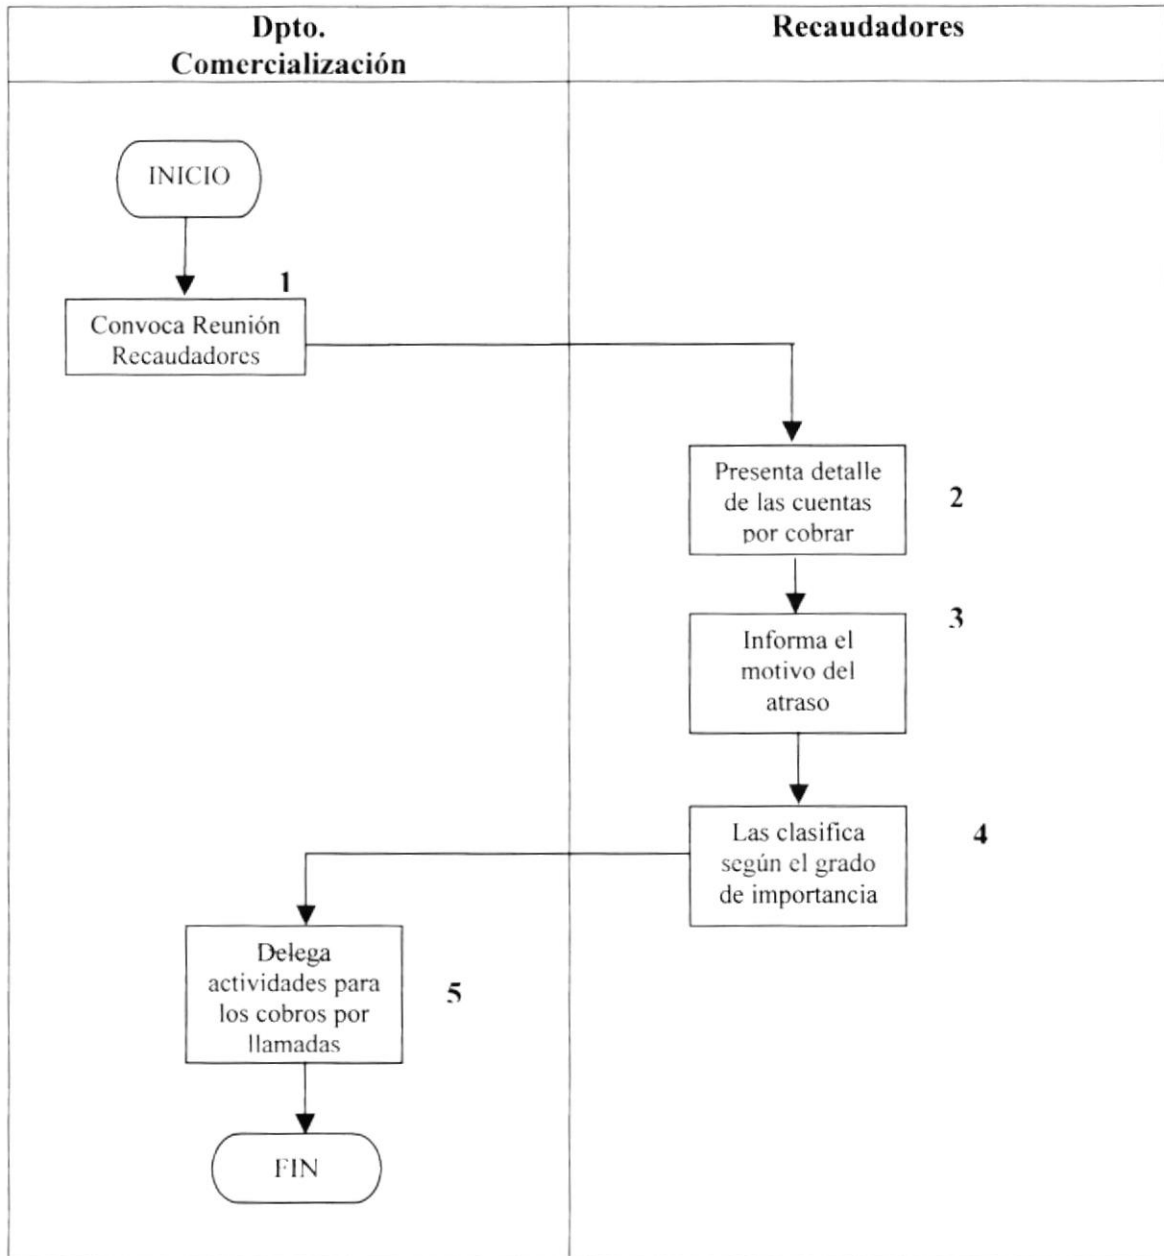 Dpto.
Comercialización
Recaudadores
INICIO
1
Convoca Reunión
Recaudadores
Presenta detalle
de las cuentas
por cobrar
2
3
Informa el
motivo del
atraso
Las clasifica
según el grado
de importancia
4
Delega
actividades para
los cobros por
llamadas
5
FIN